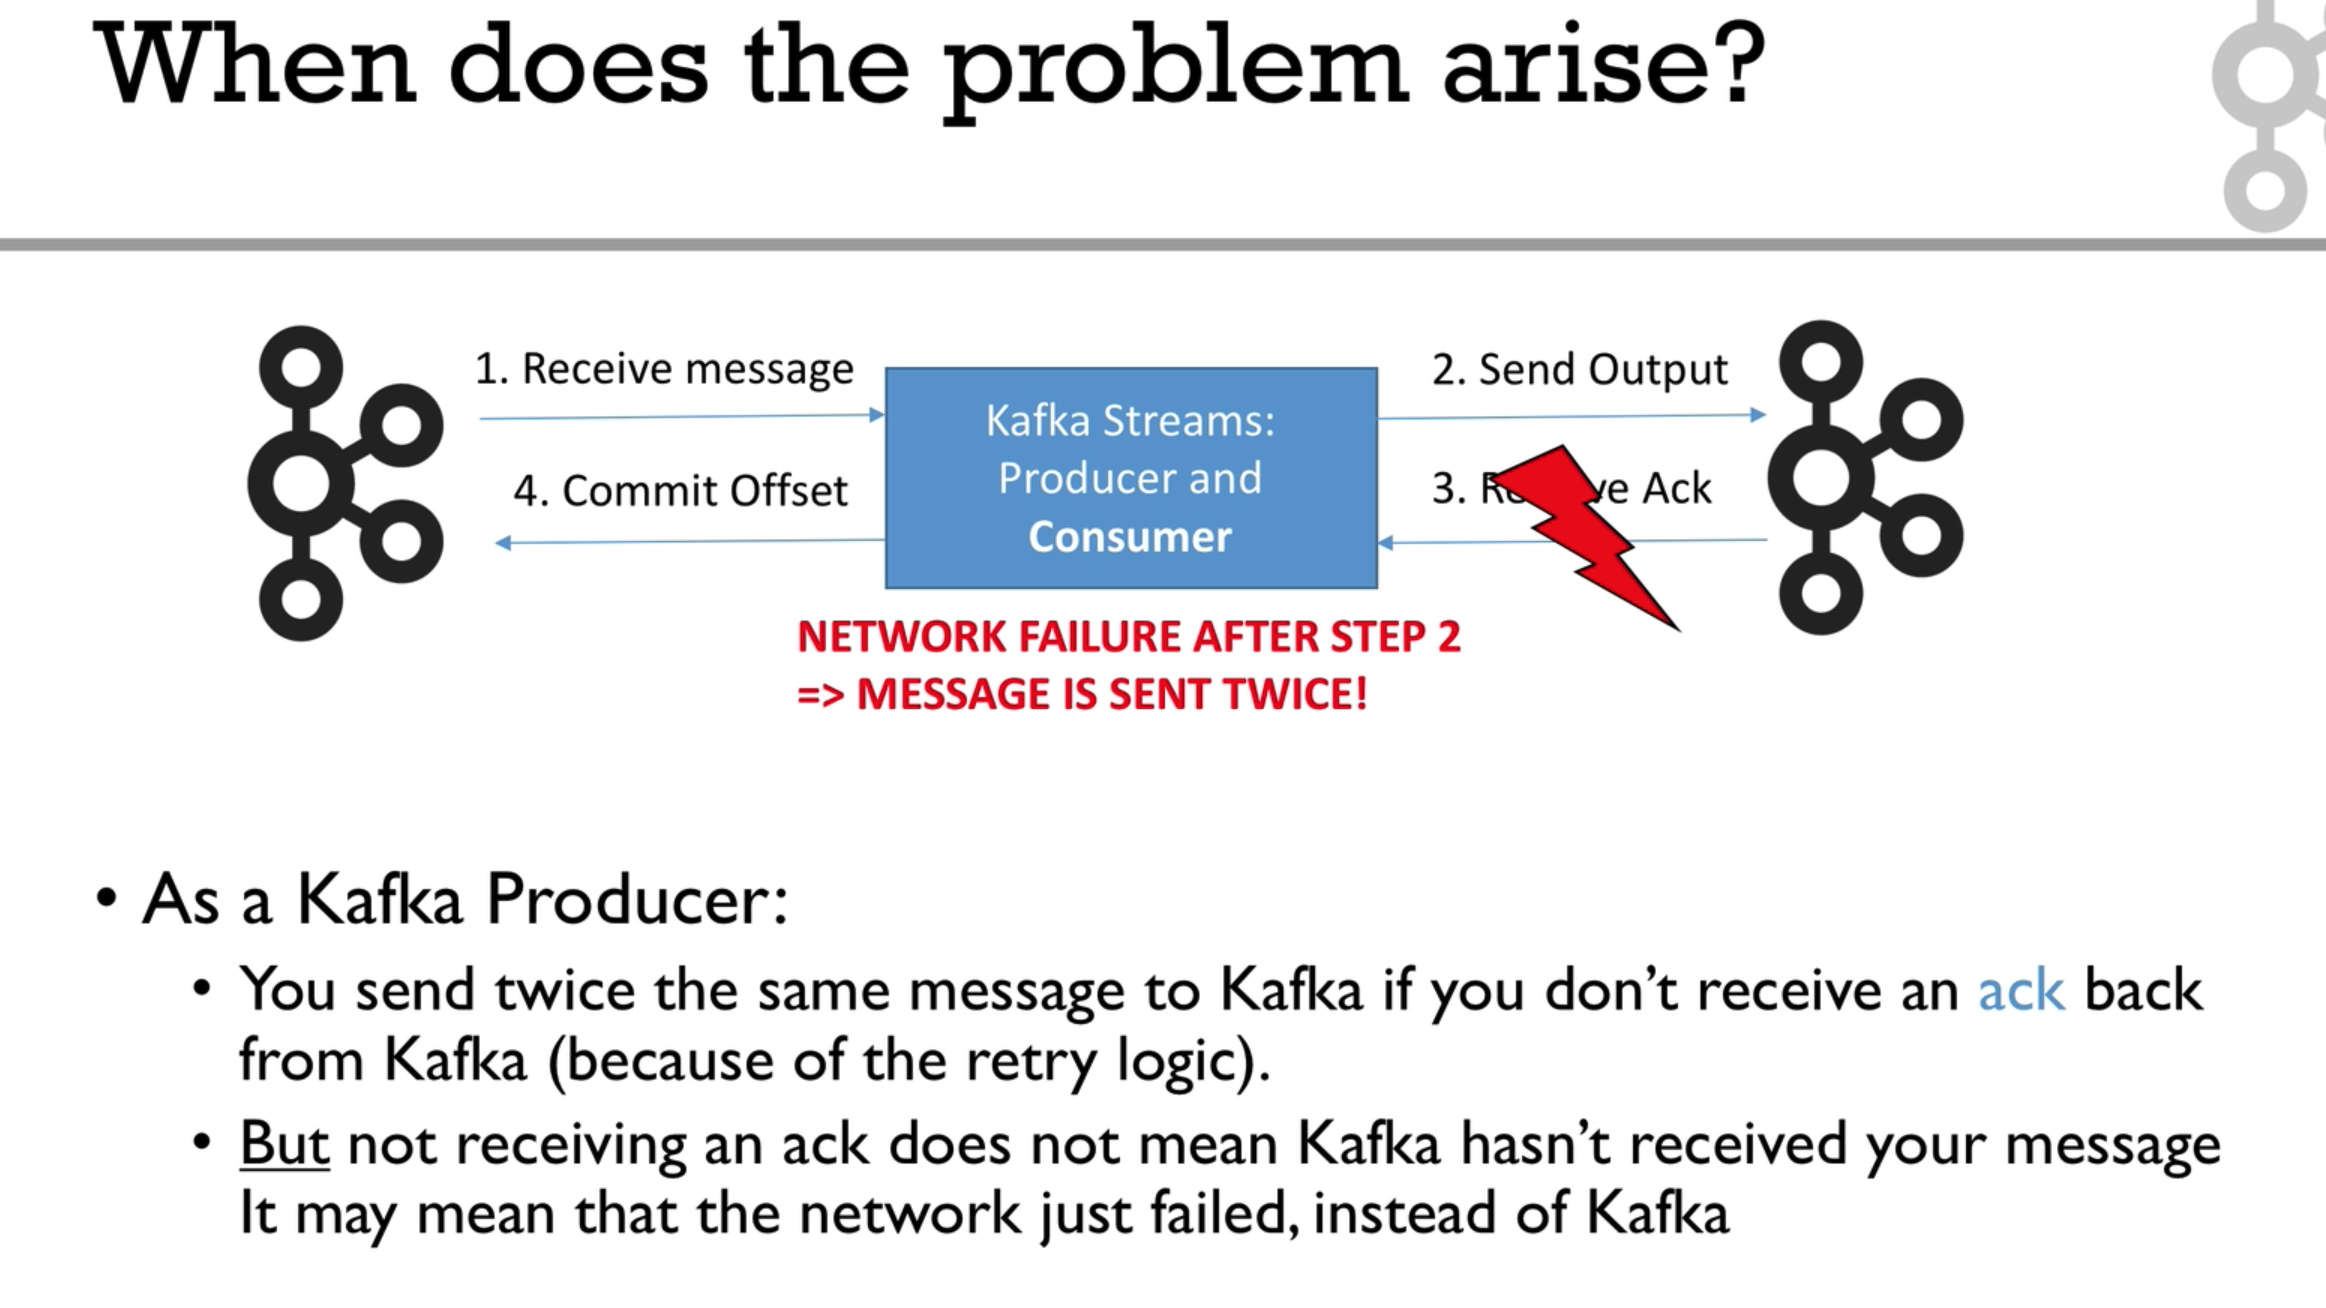 When does the problem arise?
1. Receive message
2. Send Output
Kafka Streams:
Producer and
Consumer
4. Commit Offset
3. Ack
NETWORK FAILURE AFTER STEP 2
=> MESSAGE IS SENT TWICE!
• As a Kafka Producer:
• You send twice the same message to Kafka if you don’t receive an ack back
from Kafka (because of the retry logic).
• But not receiving an ack does not mean Kafka hasn’t received your message
It may mean that the network just failed, instead of Kafka